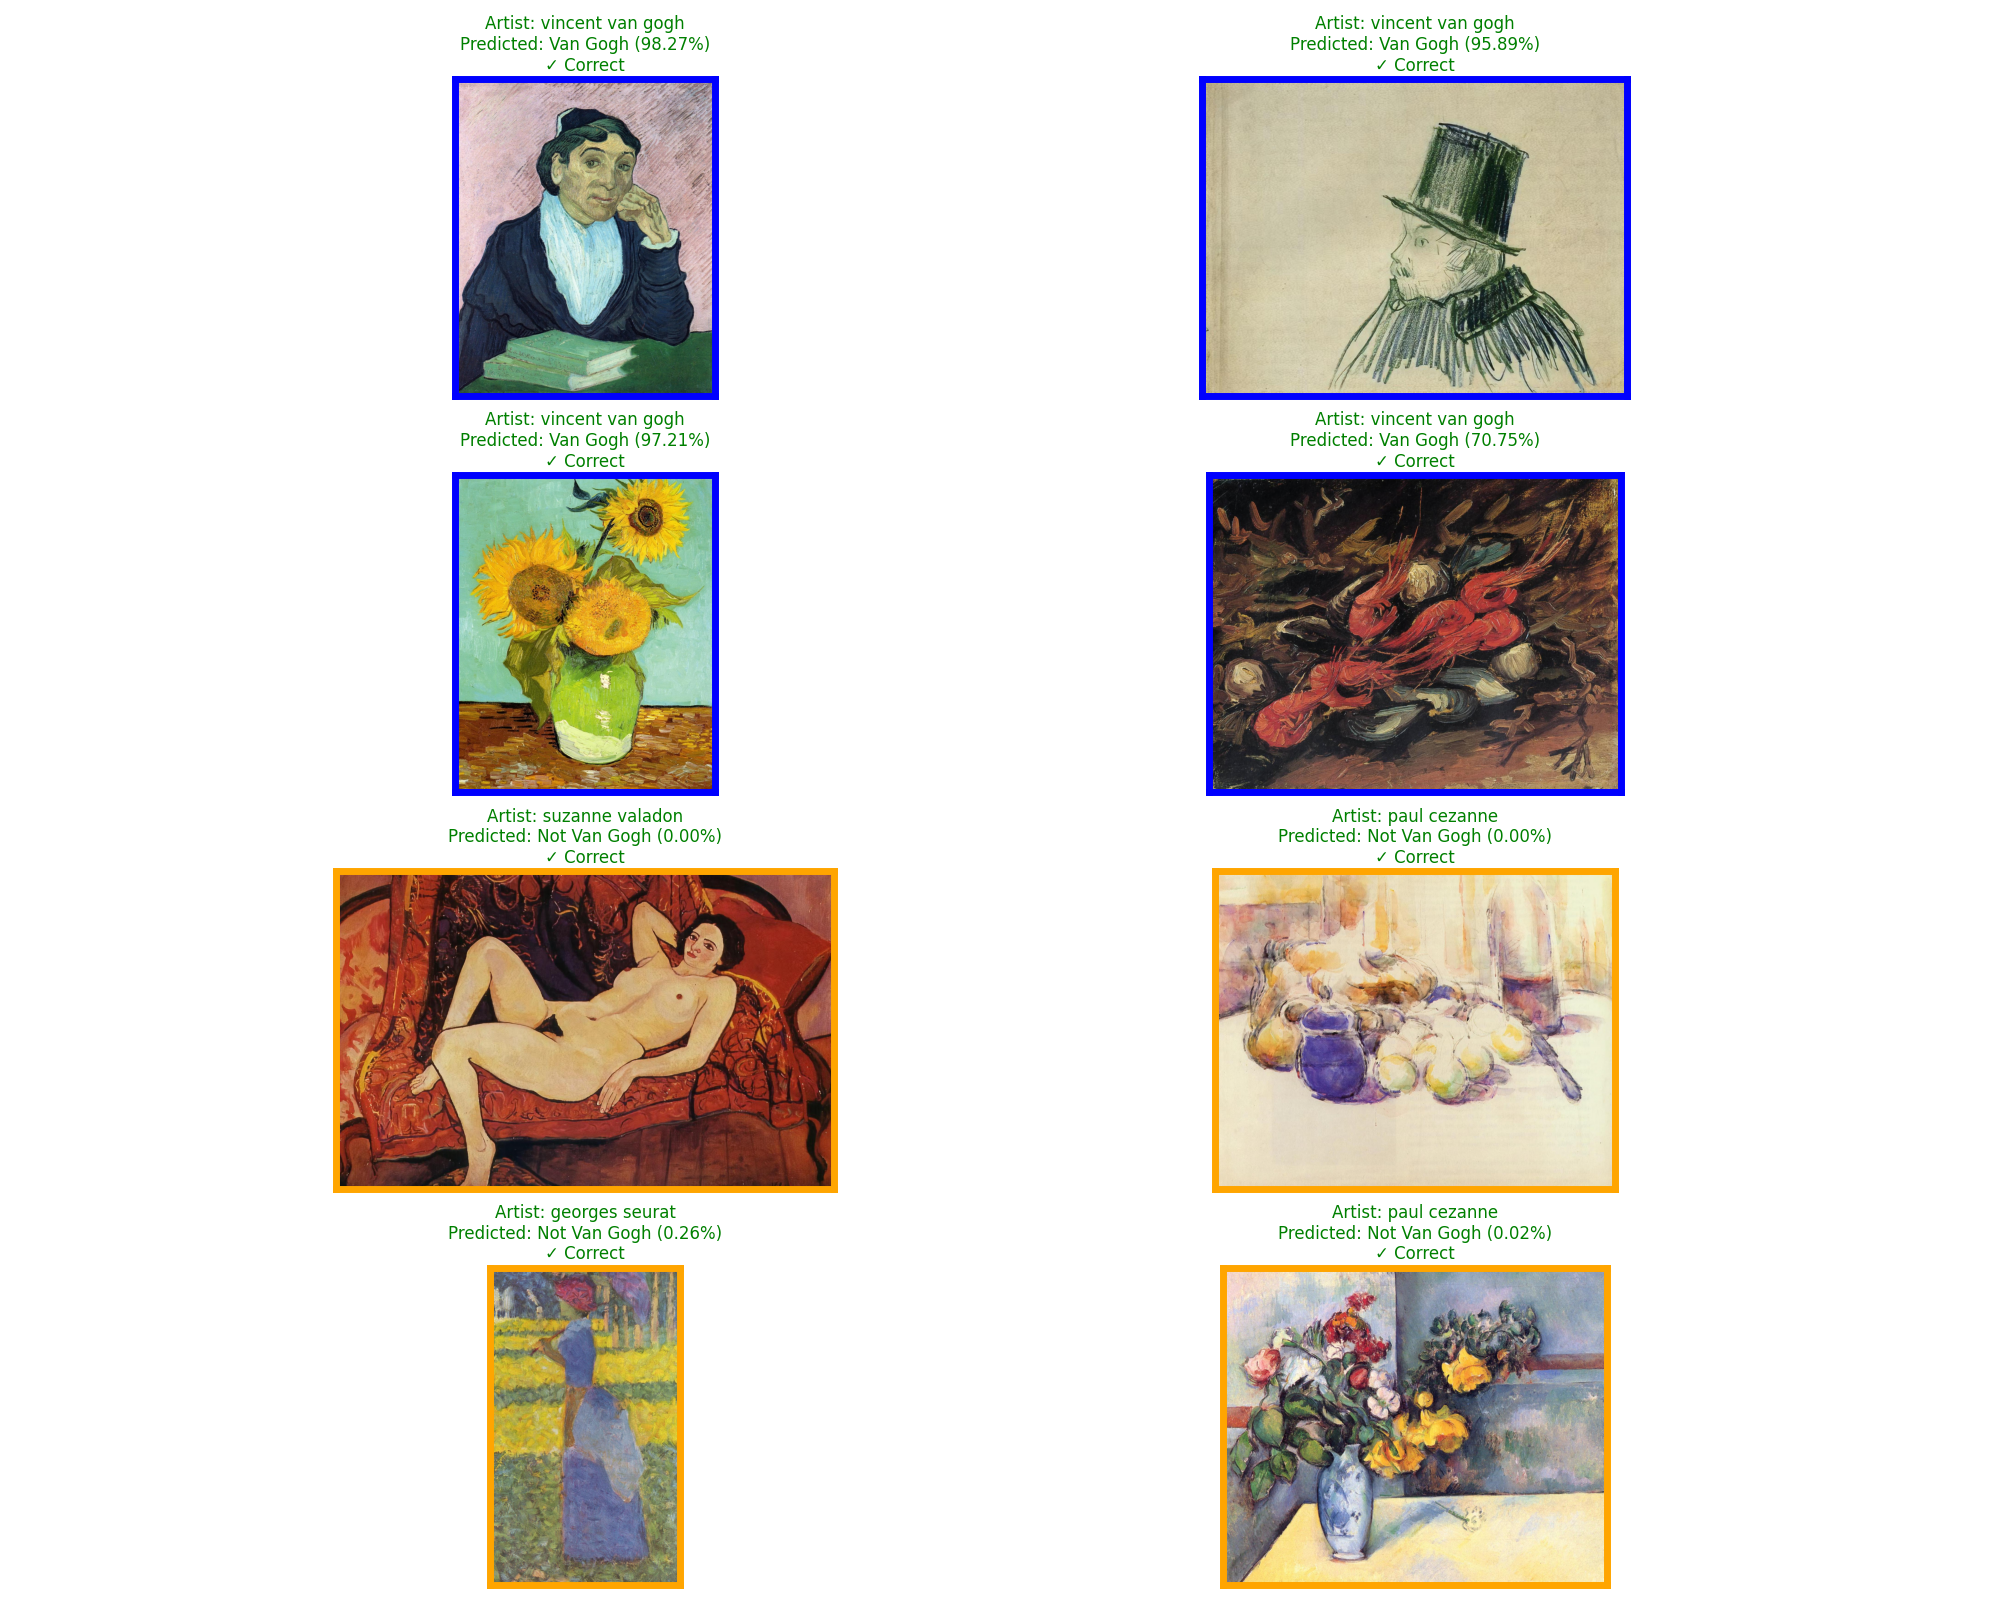 Artist: vincent van gogh
Predicted: Van Gogh (98.27%)
✓ Correct
Artist: vincent van gogh
Predicted: Van Gogh (95.89%)
✓ Correct
Artist: vincent van gogh
Predicted: Van Gogh (97.21%)
✓ Correct
Artist: vincent van gogh
Predicted: Van Gogh (70.75%)
✓ Correct
Artist: suzanne valadon
Predicted: Not Van Gogh (0.00%)
✓ Correct
Artist: paul cezanne
Predicted: Not Van Gogh (0.00%)
✓ Correct
Artist: georges seurat
Predicted: Not Van Gogh (0.26%)
✓ Correct
Artist: paul cezanne
Predicted: Not Van Gogh (0.02%)
✓ Correct